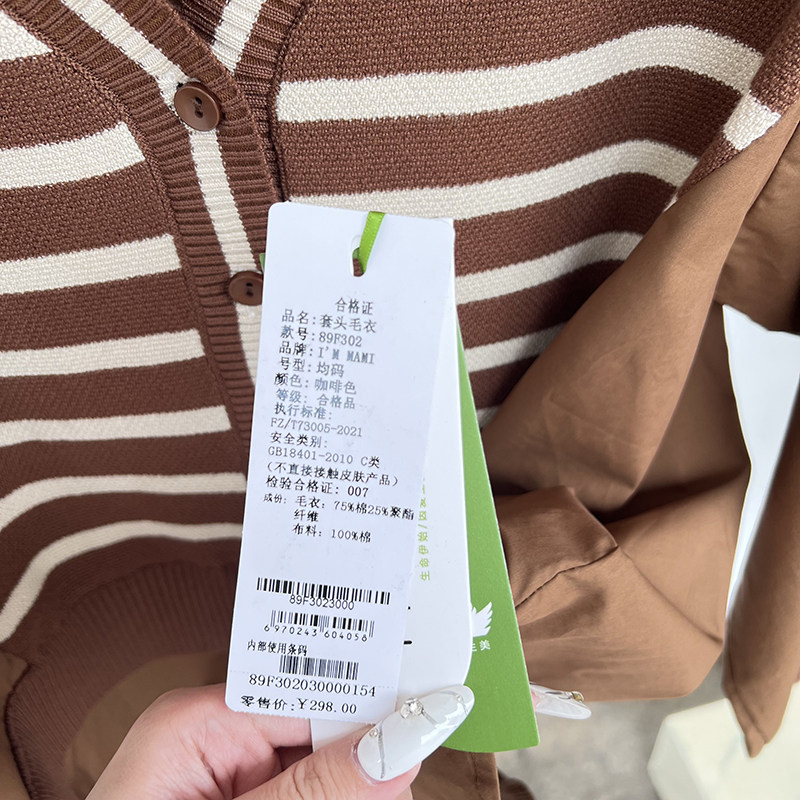 合格证
品名:套头毛衣
款号:89F302
品牌:I'M MAMI
号型:均码
颜色:咖啡色
等级:合格品
执行标准:
FZ/T73005-2021
安全类别:
GB18401-2010 C类
(不直接接触皮肤产品)
检验合格证:007
成份: 毛衣:75%棉25%聚酯
纤维
布料:100%棉
89F3023000
6 970243 604056
内部使用条码
89F302030000154
零售价:¥298.00